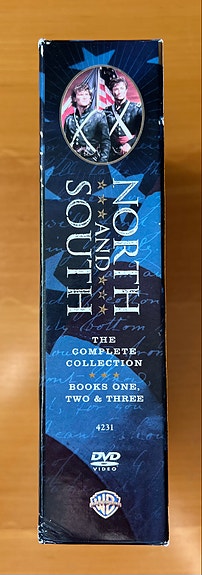 NORTH
AND
SOUTH
THE
COMPLETE
COLLECTION
BOOKS ONE,
TWO & THREE
4231
DVD
VIDEO
WB